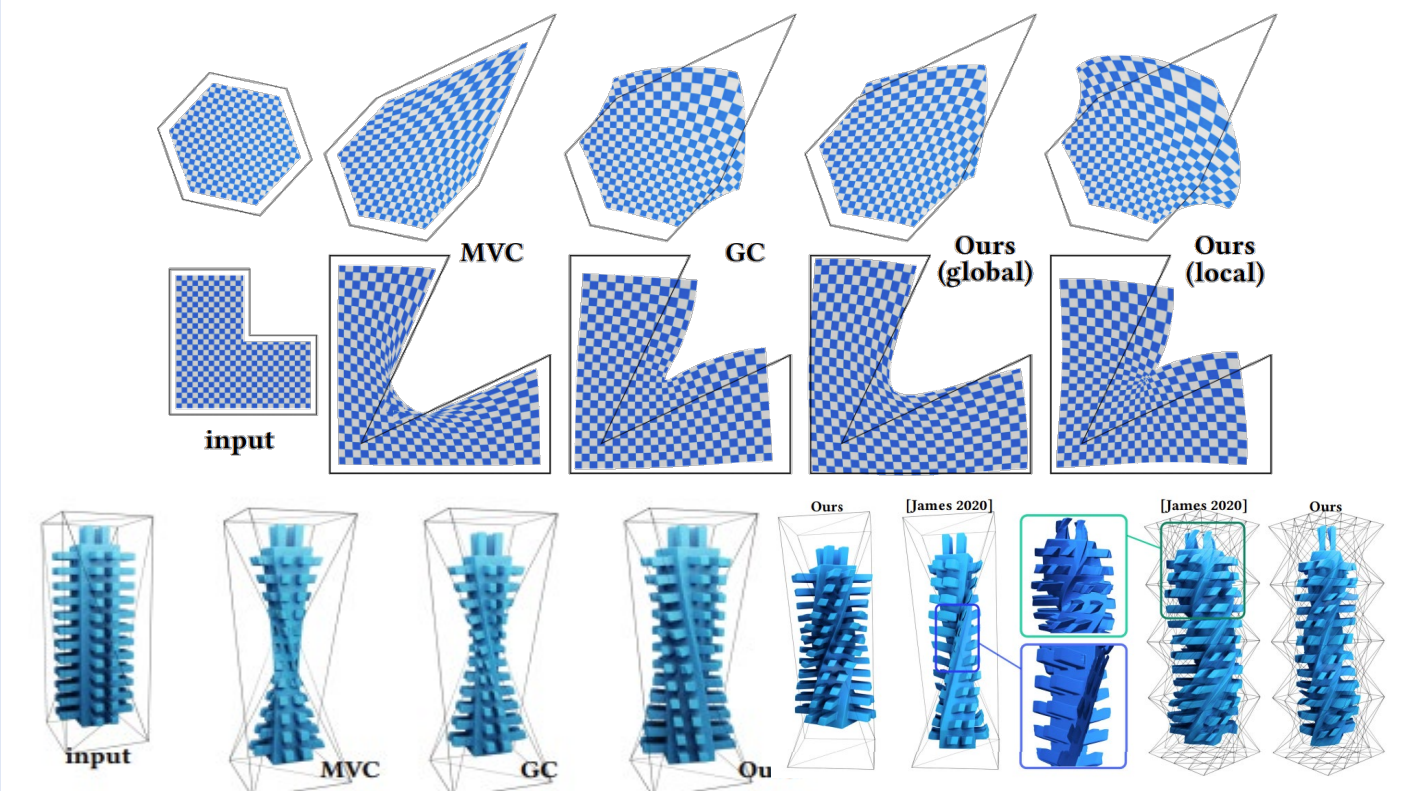 MVC
GC
Ours
(global)
Ours
(local)
input
Ours
[James 2020]
[James 2020]
Ours
input
MVC
GC
Ou